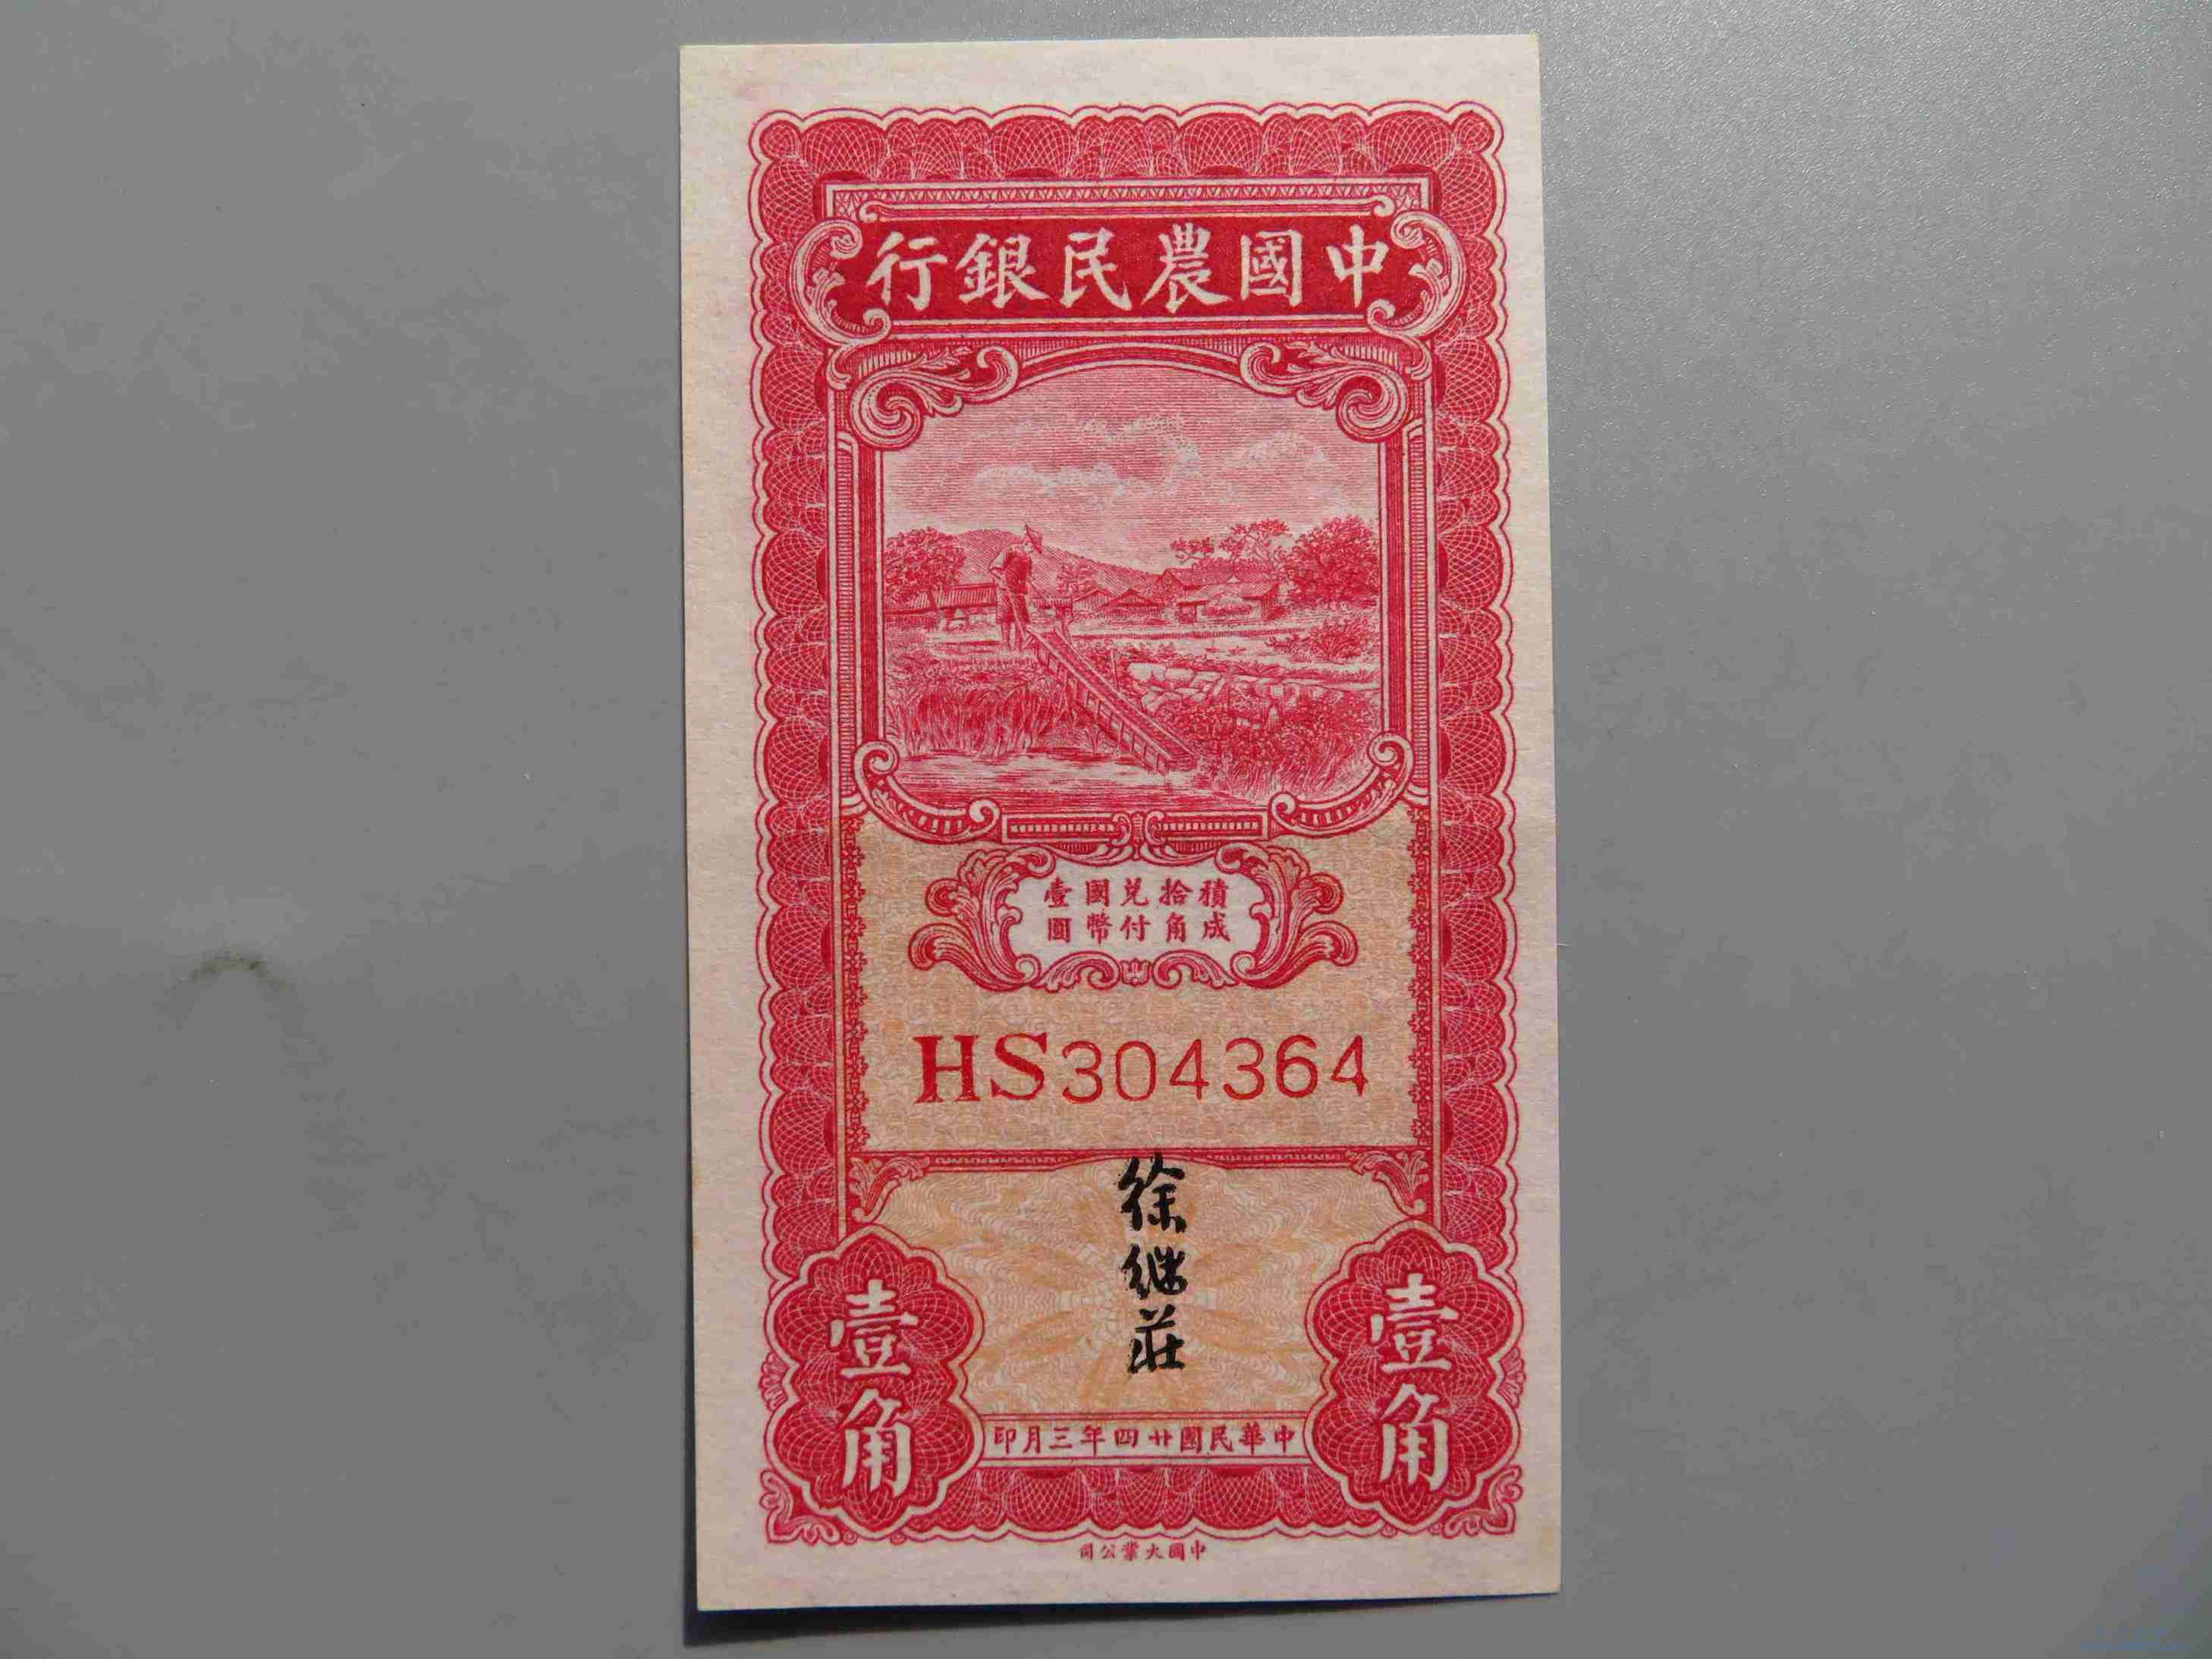 中國農民銀行
積成
拾角
兌付
國幣
壹圓
HS304364
徐继莊
壹角
壹角
中華民國廿四年三月印
中國大業公司